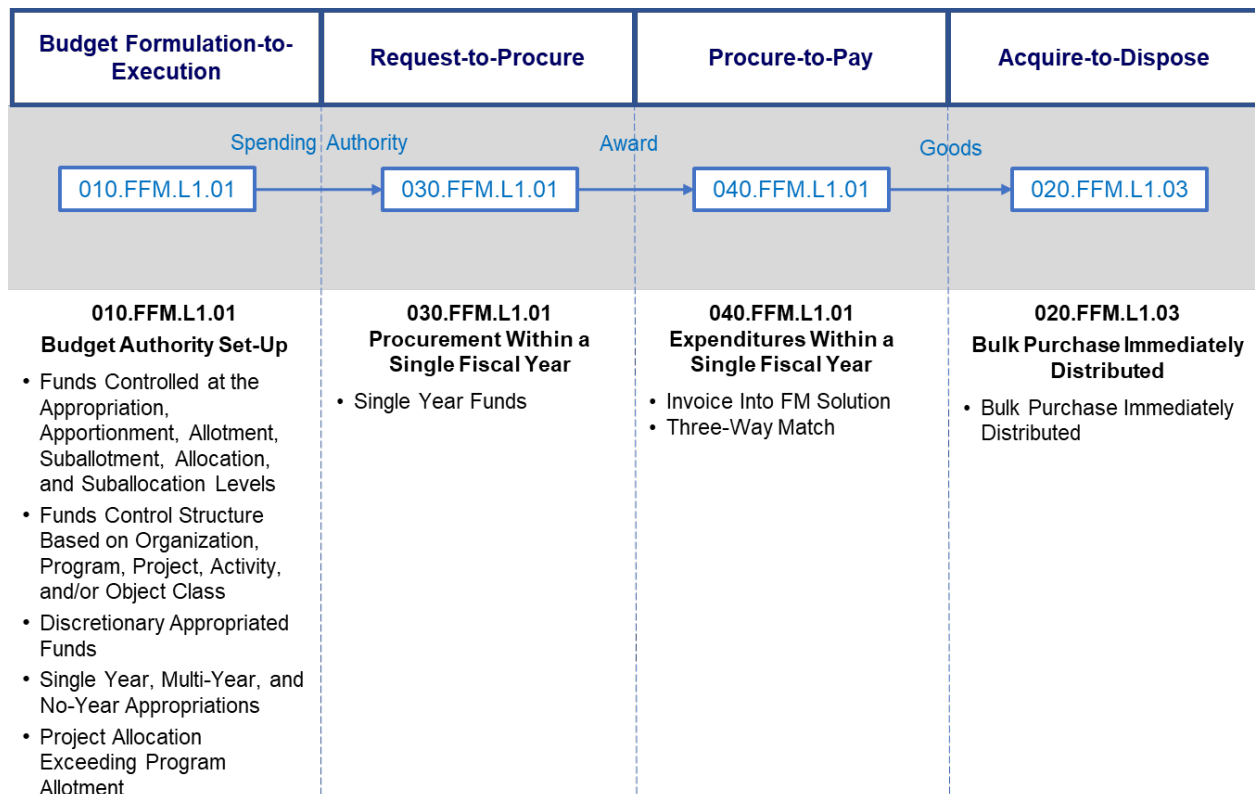 Budget Formulation-to-
Execution
Request-to-Procure
Procure-to-Pay
Acquire-to-Dispose
Spending Authority
Award
Goods
010.FFM.L1.01
030.FFM.L1.01
040.FFM.L1.01
020.FFM.L1.03
010.FFM.L1.01
Budget Authority Set-Up
• Funds Controlled at the
Appropriation,
Apportionment, Allotment,
Suballotment, Allocation,
and Suballocation Levels
• Funds Control Structure
Based on Organization,
Program, Project, Activity,
and/or Object Class
• Discretionary Appropriated
Funds
• Single Year, Multi-Year, and
No-Year Appropriations
• Project Allocation
Exceeding Program
Allotment
030.FFM.L1.01
Procurement Within a
Single Fiscal Year
• Single Year Funds
040.FFM.L1.01
Expenditures Within a
Single Fiscal Year
• Invoice Into FM Solution
• Three-Way Match
020.FFM.L1.03
Bulk Purchase Immediately
Distributed
• Bulk Purchase Immediately
Distributed